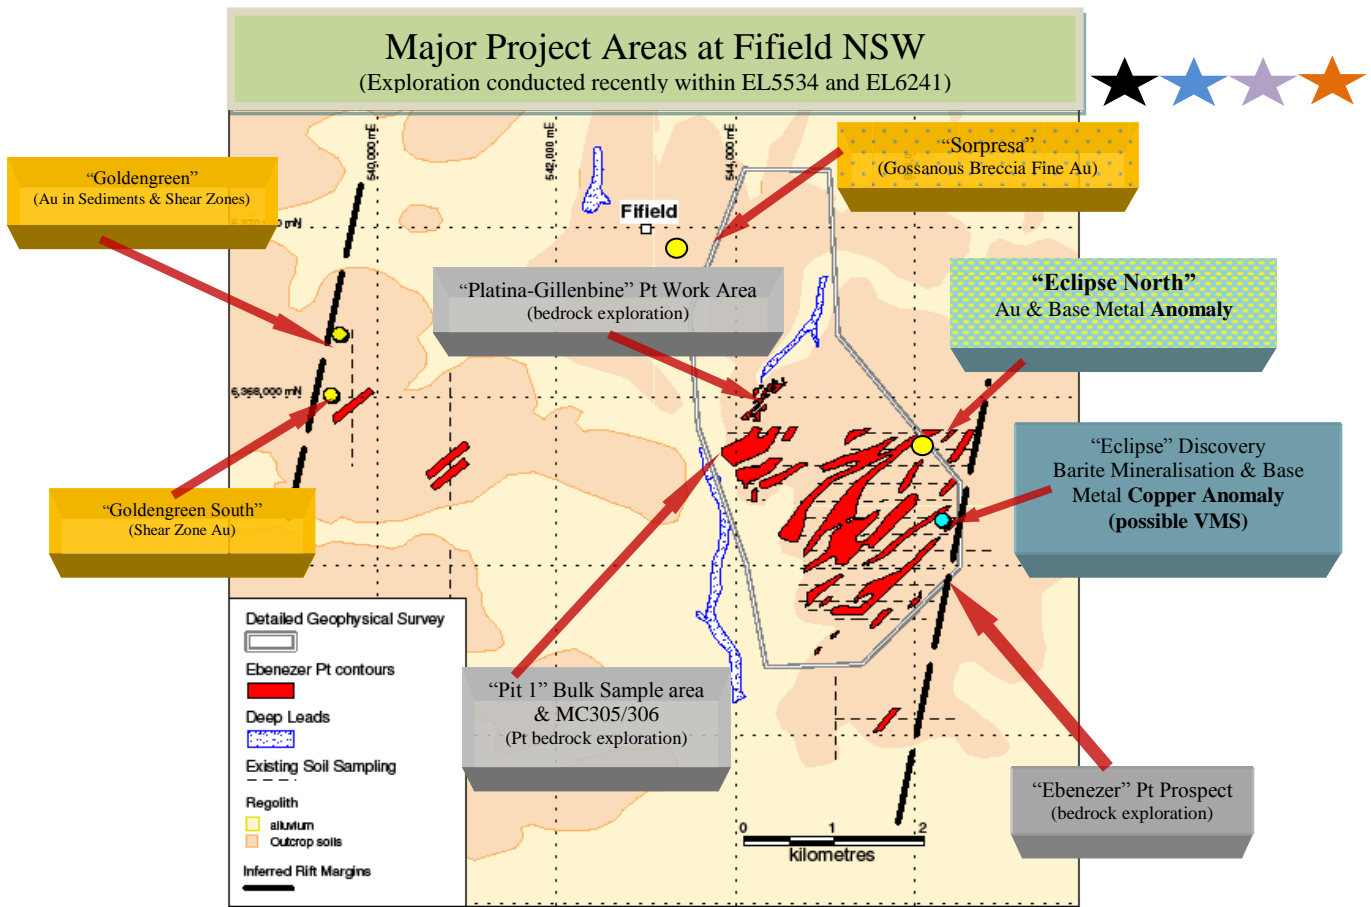 Major Project Areas at Fifield NSW
(Exploration conducted recently within EL5534 and EL6241)
“Goldengreen”
(Au in Sediments & Shear Zones)
540,000 mE
542,000 mE
544,000 mE
“Sorpresa”
(Gossanous Breccia Fine Au)
Fifield
“Platina-Gillenbine” Pt Work Area
(bedrock exploration)
“Eclipse North”
Au & Base Metal Anomaly
6,368,000 mN
“Eclipse” Discovery
Barite Mineralisation & Base
Metal Copper Anomaly
(possible VMS)
“Goldengreen South”
(Shear Zone Au)
Detailed Geophysical Survey
Ebenezer Pt contours
Deep Leads
Existing Soil Sampling
Regolith
alluvium
Outcrop soils
Inferred Rift Margins
“Pit 1” Bulk Sample area
& MC305/306
(Pt bedrock exploration)
“Ebenezer” Pt Prospect
(bedrock exploration)
0 1 2
kilometres